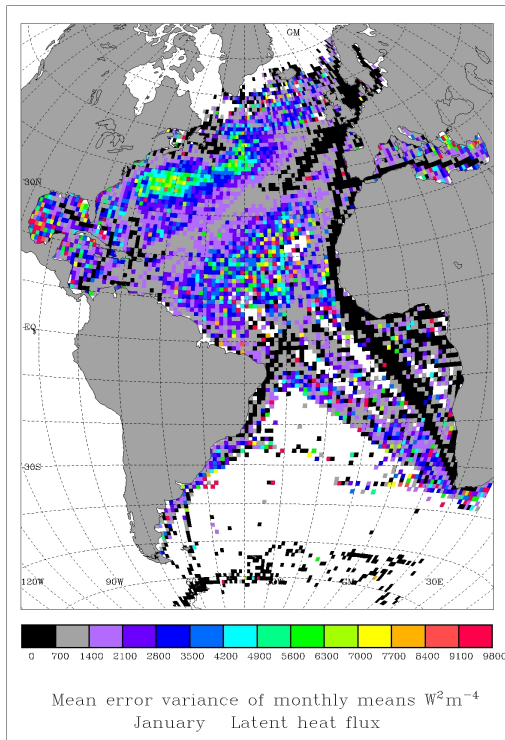 GM
30N
EQ
30S
120W 90W GM 30E
0 700 1400 2100 2800 3500 4200 4900 5600 6300 7000 7700 8400 9100 9800
Mean error variance of monthly means W²m⁻⁴
January Latent heat flux